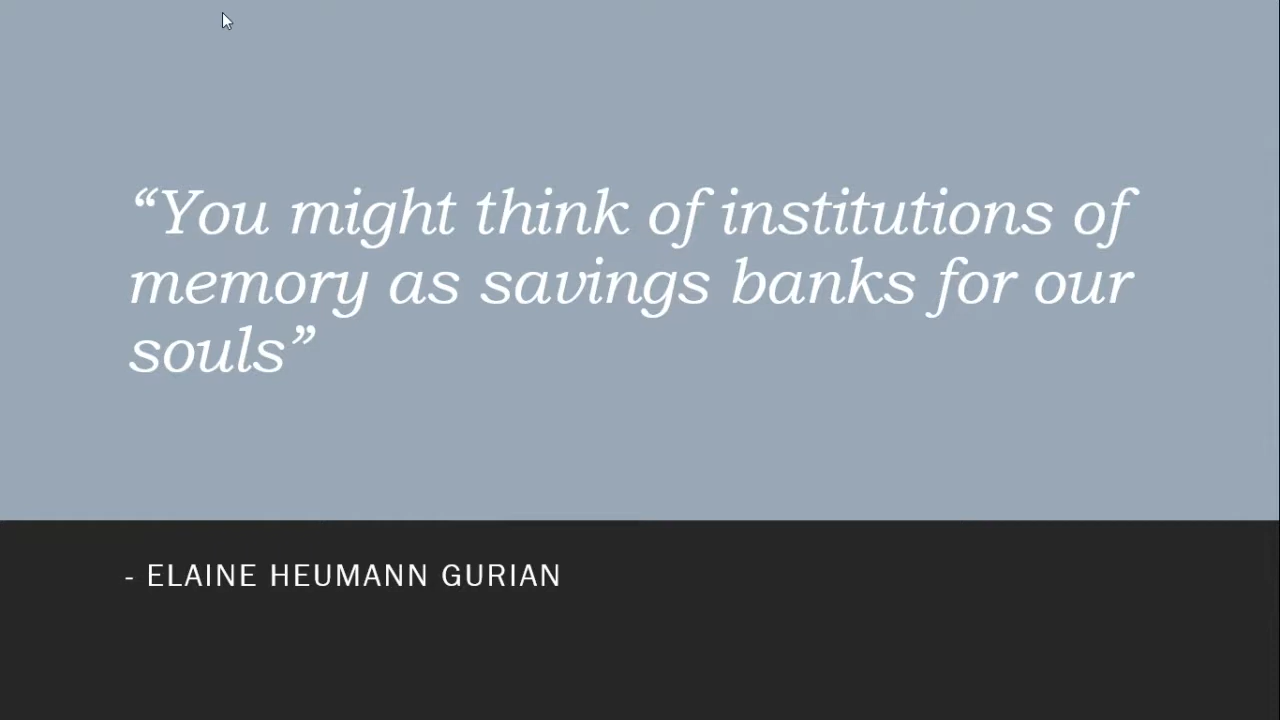 “You might think of institutions of
memory as savings banks for our
souls”
- ELAINE HEUMANN GURIAN